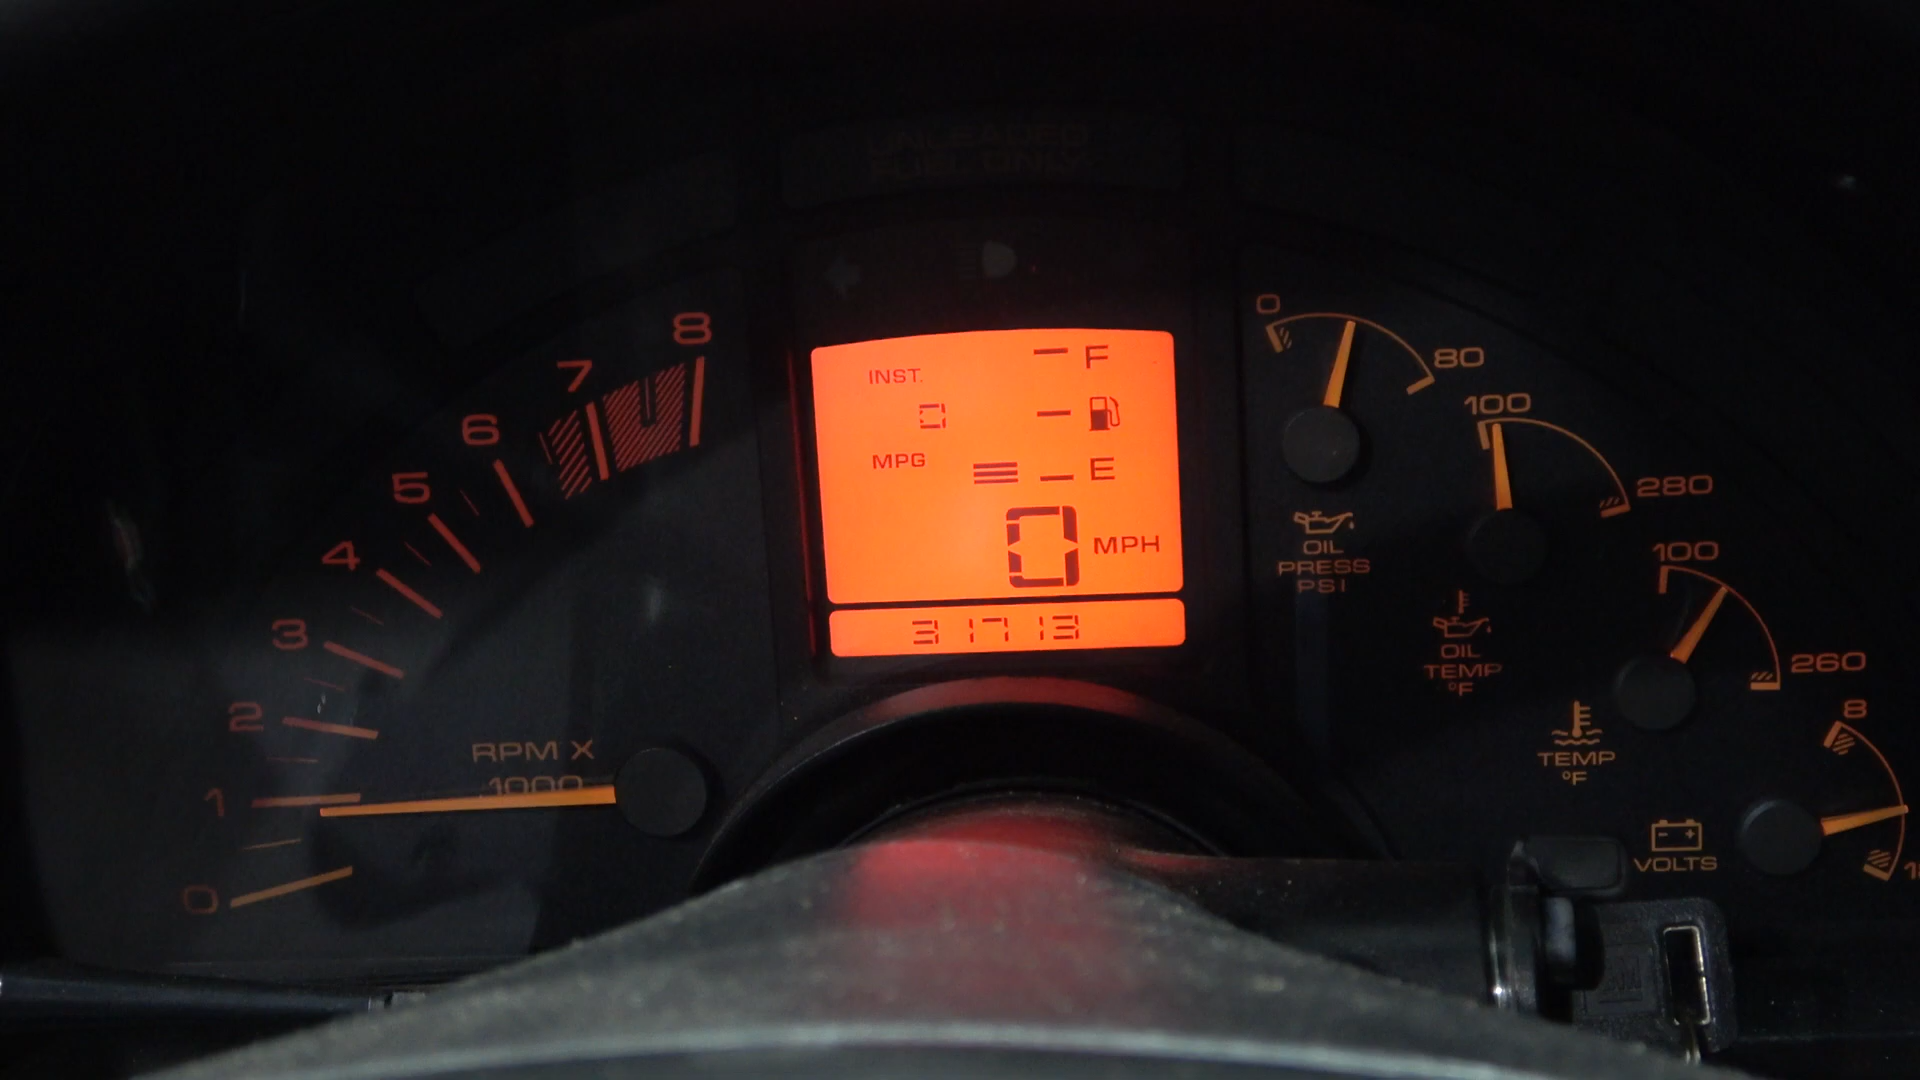 UNLEADED
FUEL ONLY
8
7
6
5
4
3
2
1
0
RPM X
1000
INST.
0
MPG
F
E
0 MPH
31713
0
80
OIL
PRESS
PSI
100
280
OIL
TEMP
°F
100
260
TEMP
°F
8
VOLTS